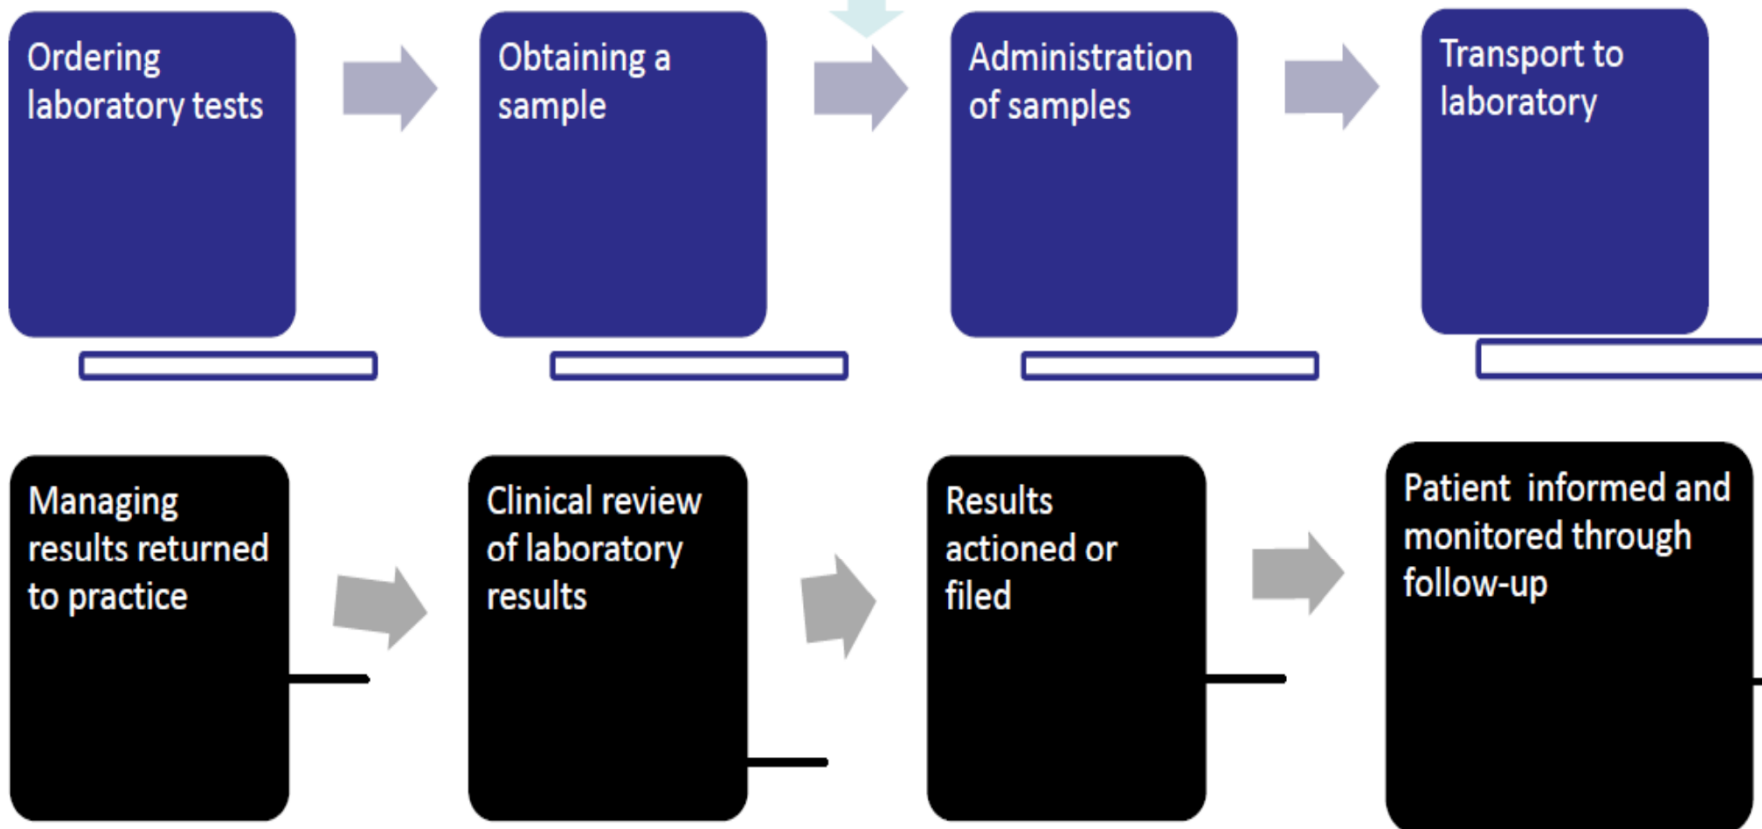 Ordering
laboratory tests
Obtaining a
sample
Administration
of samples
Transport to
laboratory
Managing
results returned
to practice
Clinical review
of laboratory
results
Results
actioned or
filed
Patient informed and
monitored through
follow-up